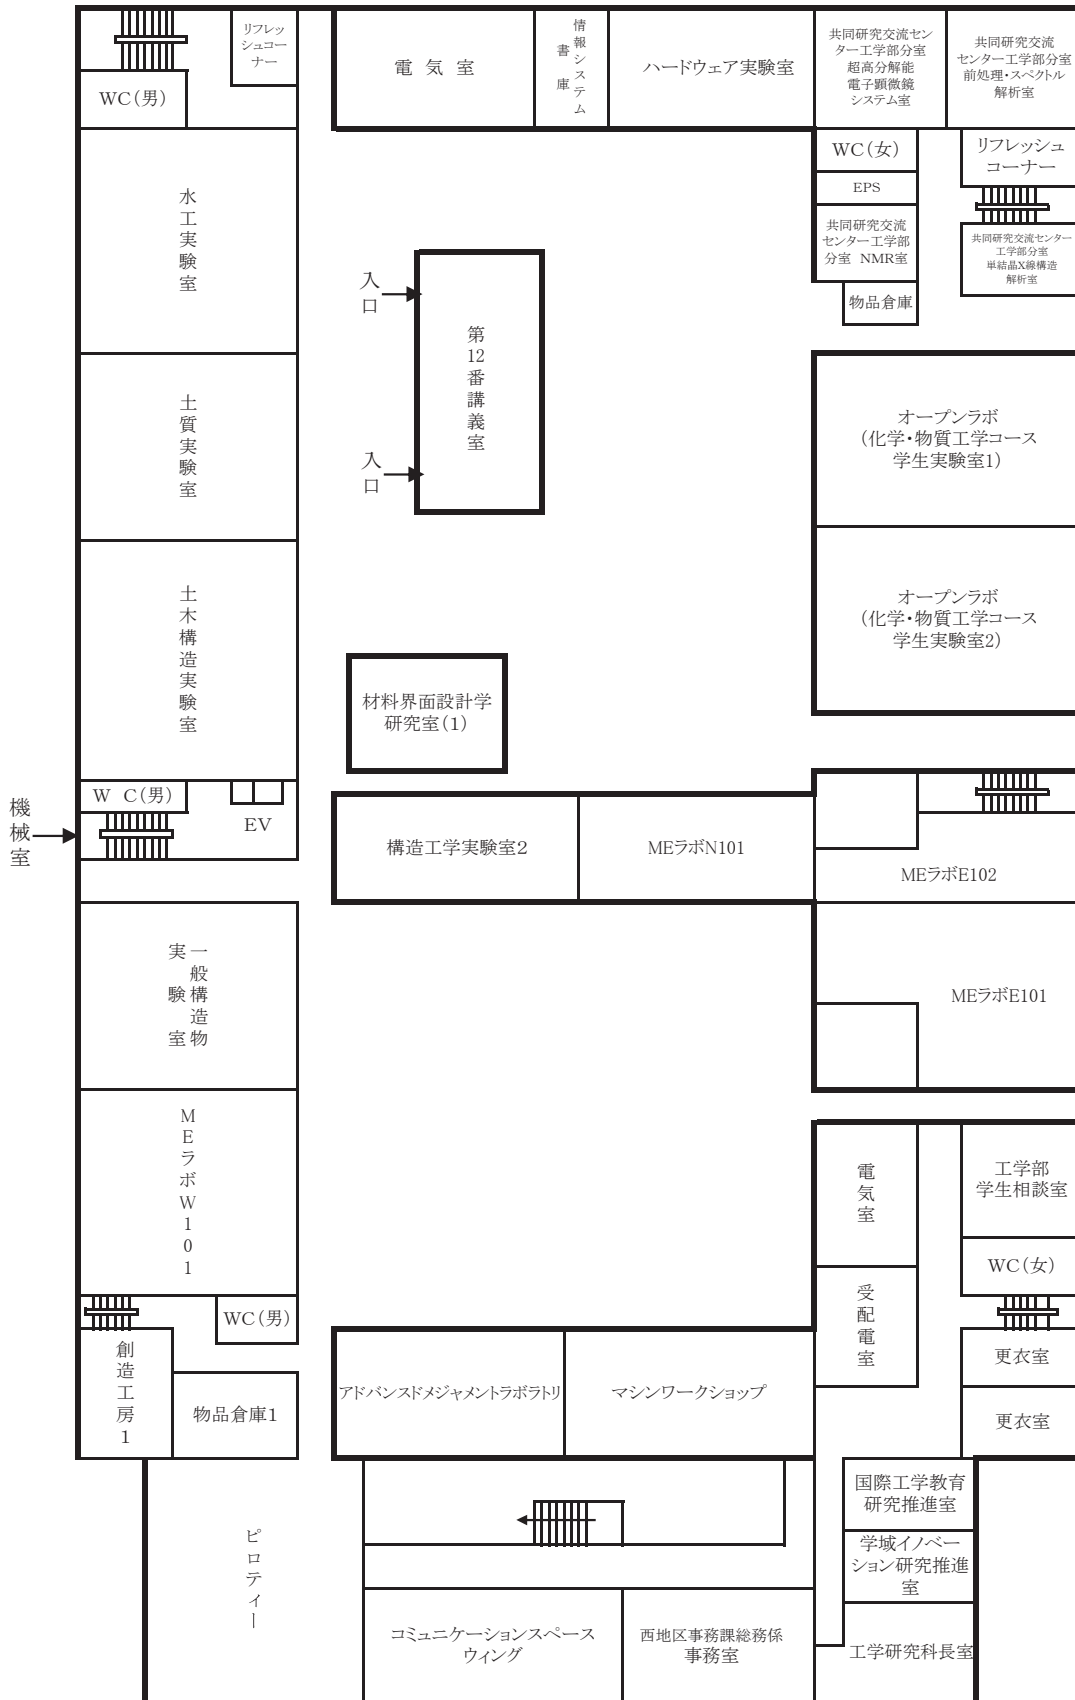 リフレッ
シュコー
ナー
WC(男)
電 気 室
情報システム
書 庫
ハードウェア実験室
共同研究交流セン
ター工学部分室
超高分解能
電子顕微鏡
システム室
共同研究交流
センター工学部分室
前処理・スペクトル
解析室
WC(女)
EPS
共同研究交流
センター工学部
分室 NMR室
物品倉庫
リフレッシュ
コーナー
共同研究交流センター
工学部分室
単結晶X線構造
解析室
水工実験室
入口
第12番講義室
入口
土質実験室
オープンラボ
(化学・物質工学コース
学生実験室1)
オープンラボ
(化学・物質工学コース
学生実験室2)
土木構造実験室
材料界面設計学
研究室(1)
W C(男)
EV
機械室
構造工学実験室2
MEラボN101
MEラボE102
一般構造物
実験室
MEラボE101
MEラボW101
電気室
工学部
学生相談室
WC(女)
受配電室
WC(男)
創造工房1
物品倉庫1
アドバンスドメジャメントラボラトリ
マシンワークショップ
更衣室
更衣室
国際工学教育
研究推進室
学域イノベー
ション研究推進
室
ピロティー
コミュニケーションスペース
ウィング
西地区事務課総務係
事務室
工学研究科長室